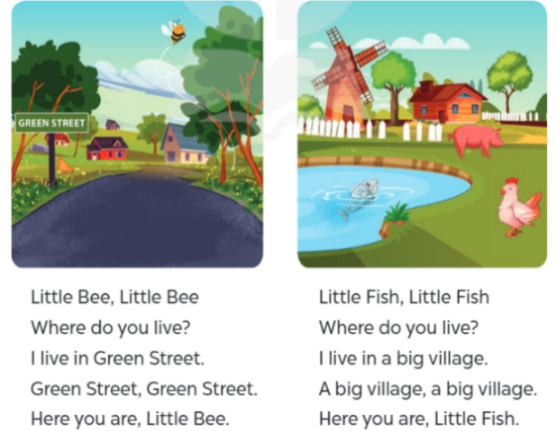 GREEN STREET
Little Bee, Little Bee
Where do you live?
I live in Green Street.
Green Street, Green Street.
Here you are, Little Bee.
Little Fish, Little Fish
Where do you live?
I live in a big village.
A big village, a big village.
Here you are, Little Fish.